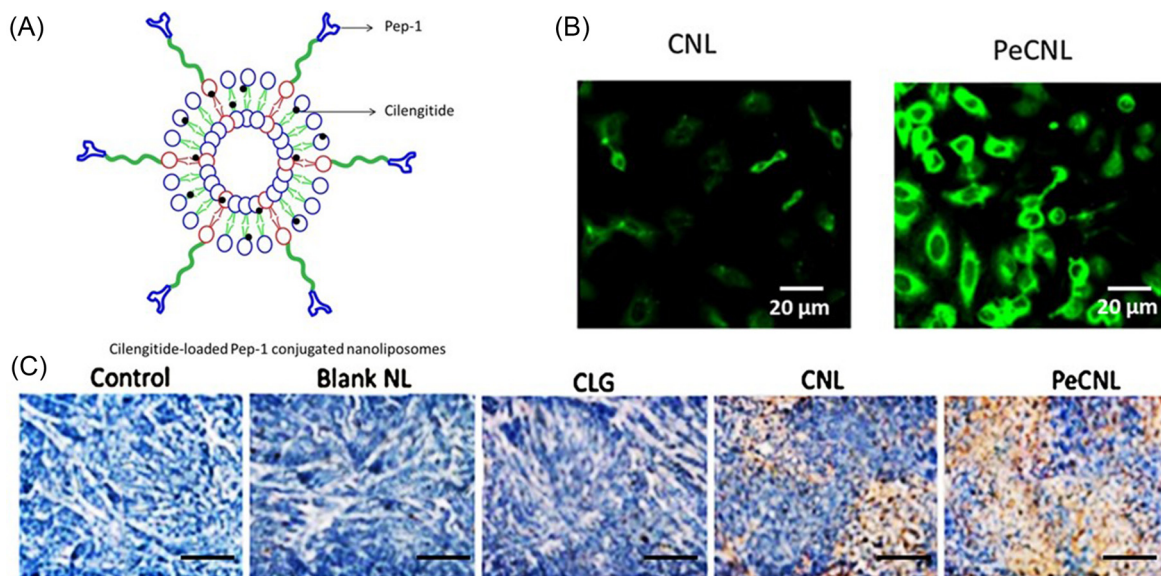 (A)
Pep-1
Cilengitide
Cilengitide-loaded Pep-1 conjugated nanoliposomes
(B)
CNL
PeCNL
20 µm
20 µm
(C)
Control
Blank NL
CLG
CNL
PeCNL